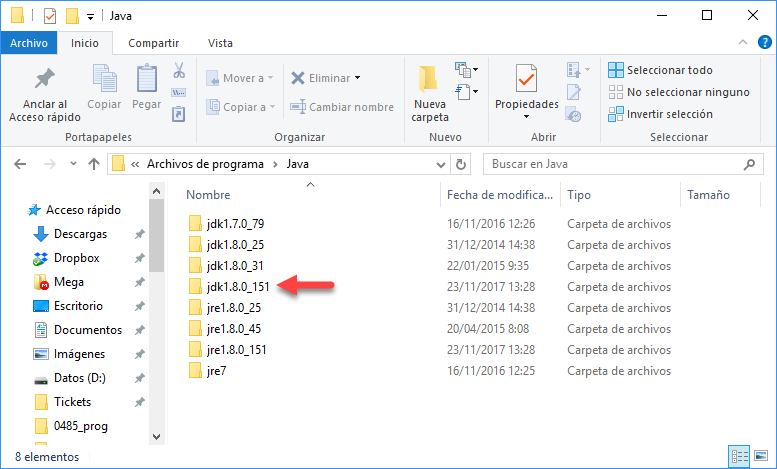 Java
Archivo Inicio Compartir Vista
Anclar al Acceso rápido
Copiar
Pegar
Portapapeles
Mover a
Copiar a
Eliminar
Cambiar nombre
Organizar
Nueva carpeta
Nuevo
Propiedades
Abrir
Seleccionar todo
No seleccionar ninguno
Invertir selección
Seleccionar
« Archivos de programa Java
Buscar en Java
Acceso rápido
Descargas
Dropbox
Mega
Escritorio
Documentos
Imágenes
Datos (D:)
Tickets
0485_prog
Nombre Fecha de modifica... Tipo Tamaño
jdk1.7.0_79 16/11/2016 12:26 Carpeta de archivos
jdk1.8.0_25 31/12/2014 14:38 Carpeta de archivos
jdk1.8.0_31 22/01/2015 9:35 Carpeta de archivos
jdk1.8.0_151 23/11/2017 13:28 Carpeta de archivos
jre1.8.0_25 31/12/2014 14:38 Carpeta de archivos
jre1.8.0_45 20/04/2015 8:08 Carpeta de archivos
jre1.8.0_151 23/11/2017 13:28 Carpeta de archivos
jre7 16/11/2016 12:25 Carpeta de archivos
8 elementos